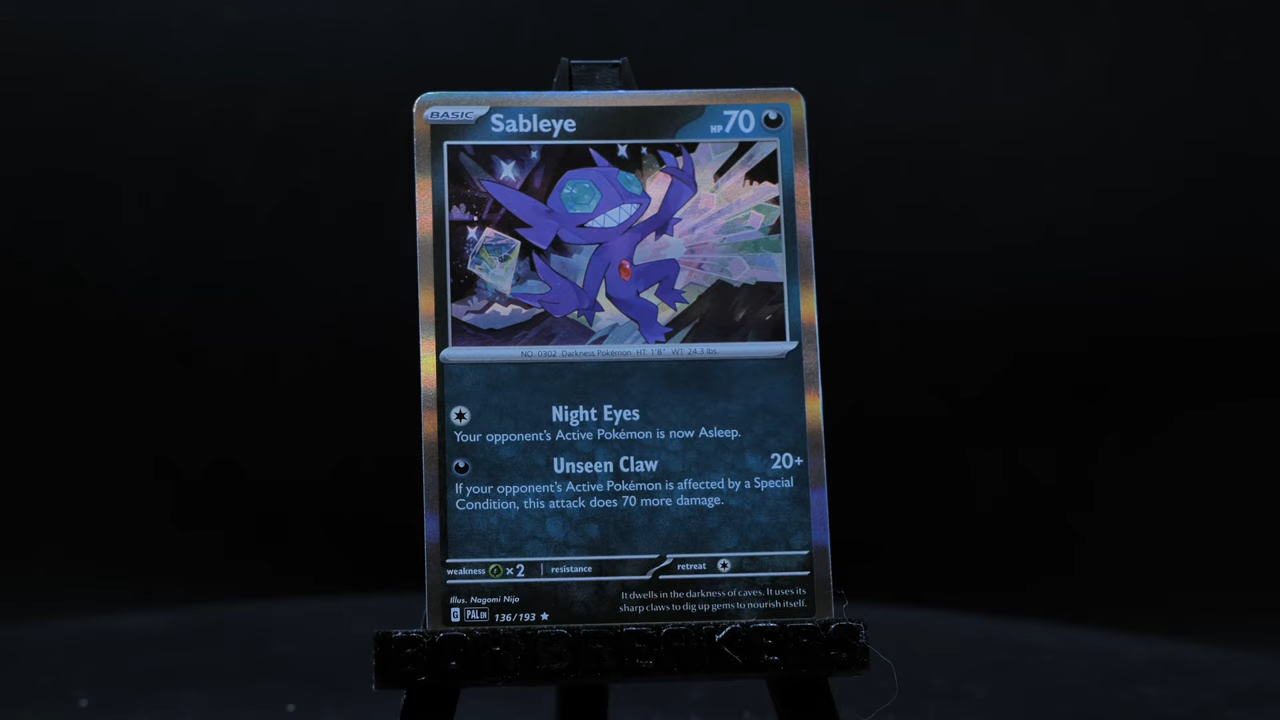 BASIC Sableye HP 70
NO. 0302 Darkness Pokémon HT: 1'8" WT: 24.3 lbs.
Night Eyes
Your opponent's Active Pokémon is now Asleep.
Unseen Claw 20+
If your opponent's Active Pokémon is affected by a Special
Condition, this attack does 70 more damage.
weakness ×2 resistance retreat
Illus. Nagomi Nijo
It dwells in the darkness of caves. It uses its
sharp claws to dig up gems to nourish itself.
G PAL EN 136/193